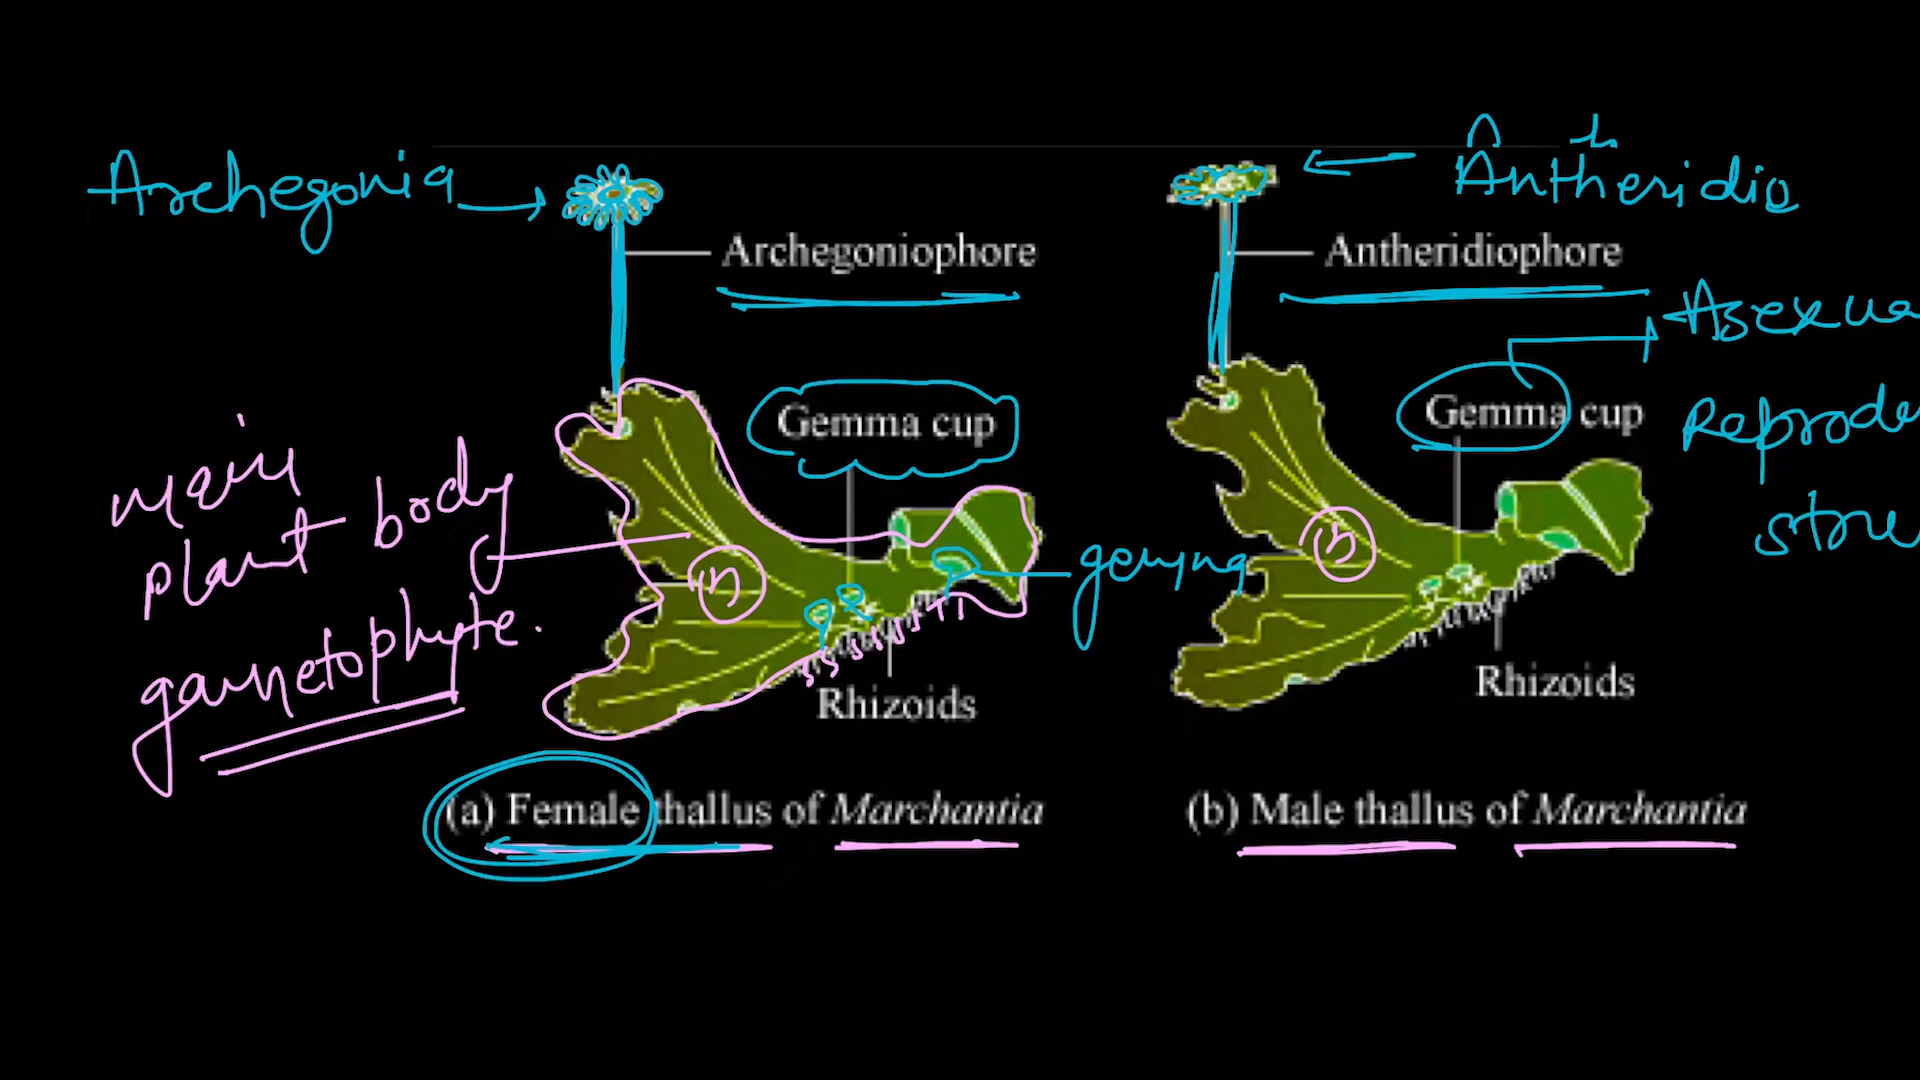 Archegonia
Antheridia
Archegoniophore
Antheridiophore
Asexua
Gemma cup
Gemma cup
Reprod
main
plant body
gametophyte.
n
n
gemma
Rhizoids
Rhizoids
(a) Female thallus of Marchantia
(b) Male thallus of Marchantia